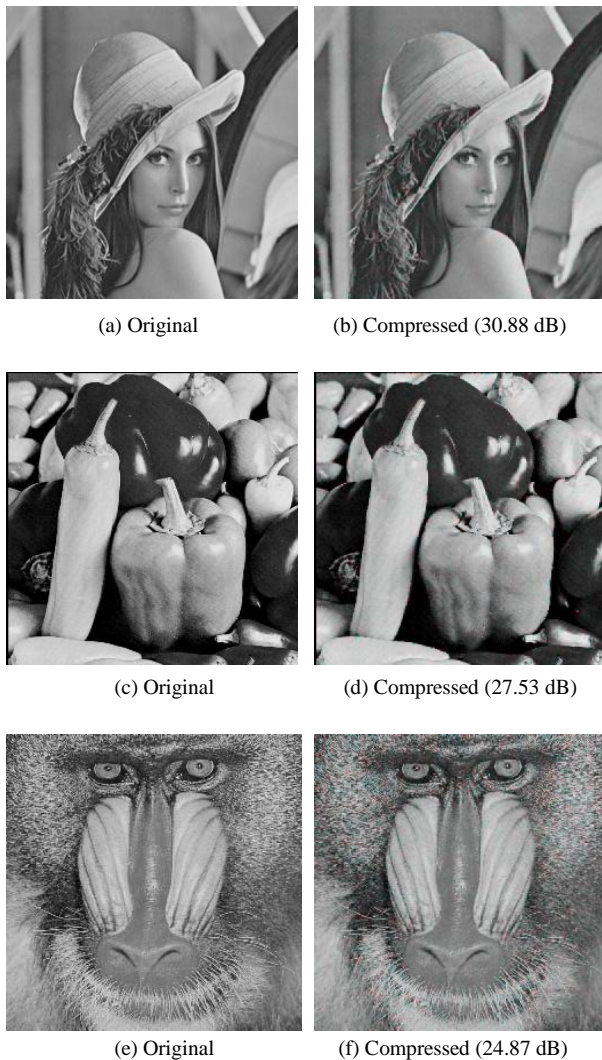 (a) Original
(b) Compressed (30.88 dB)
(c) Original
(d) Compressed (27.53 dB)
(e) Original
(f) Compressed (24.87 dB)